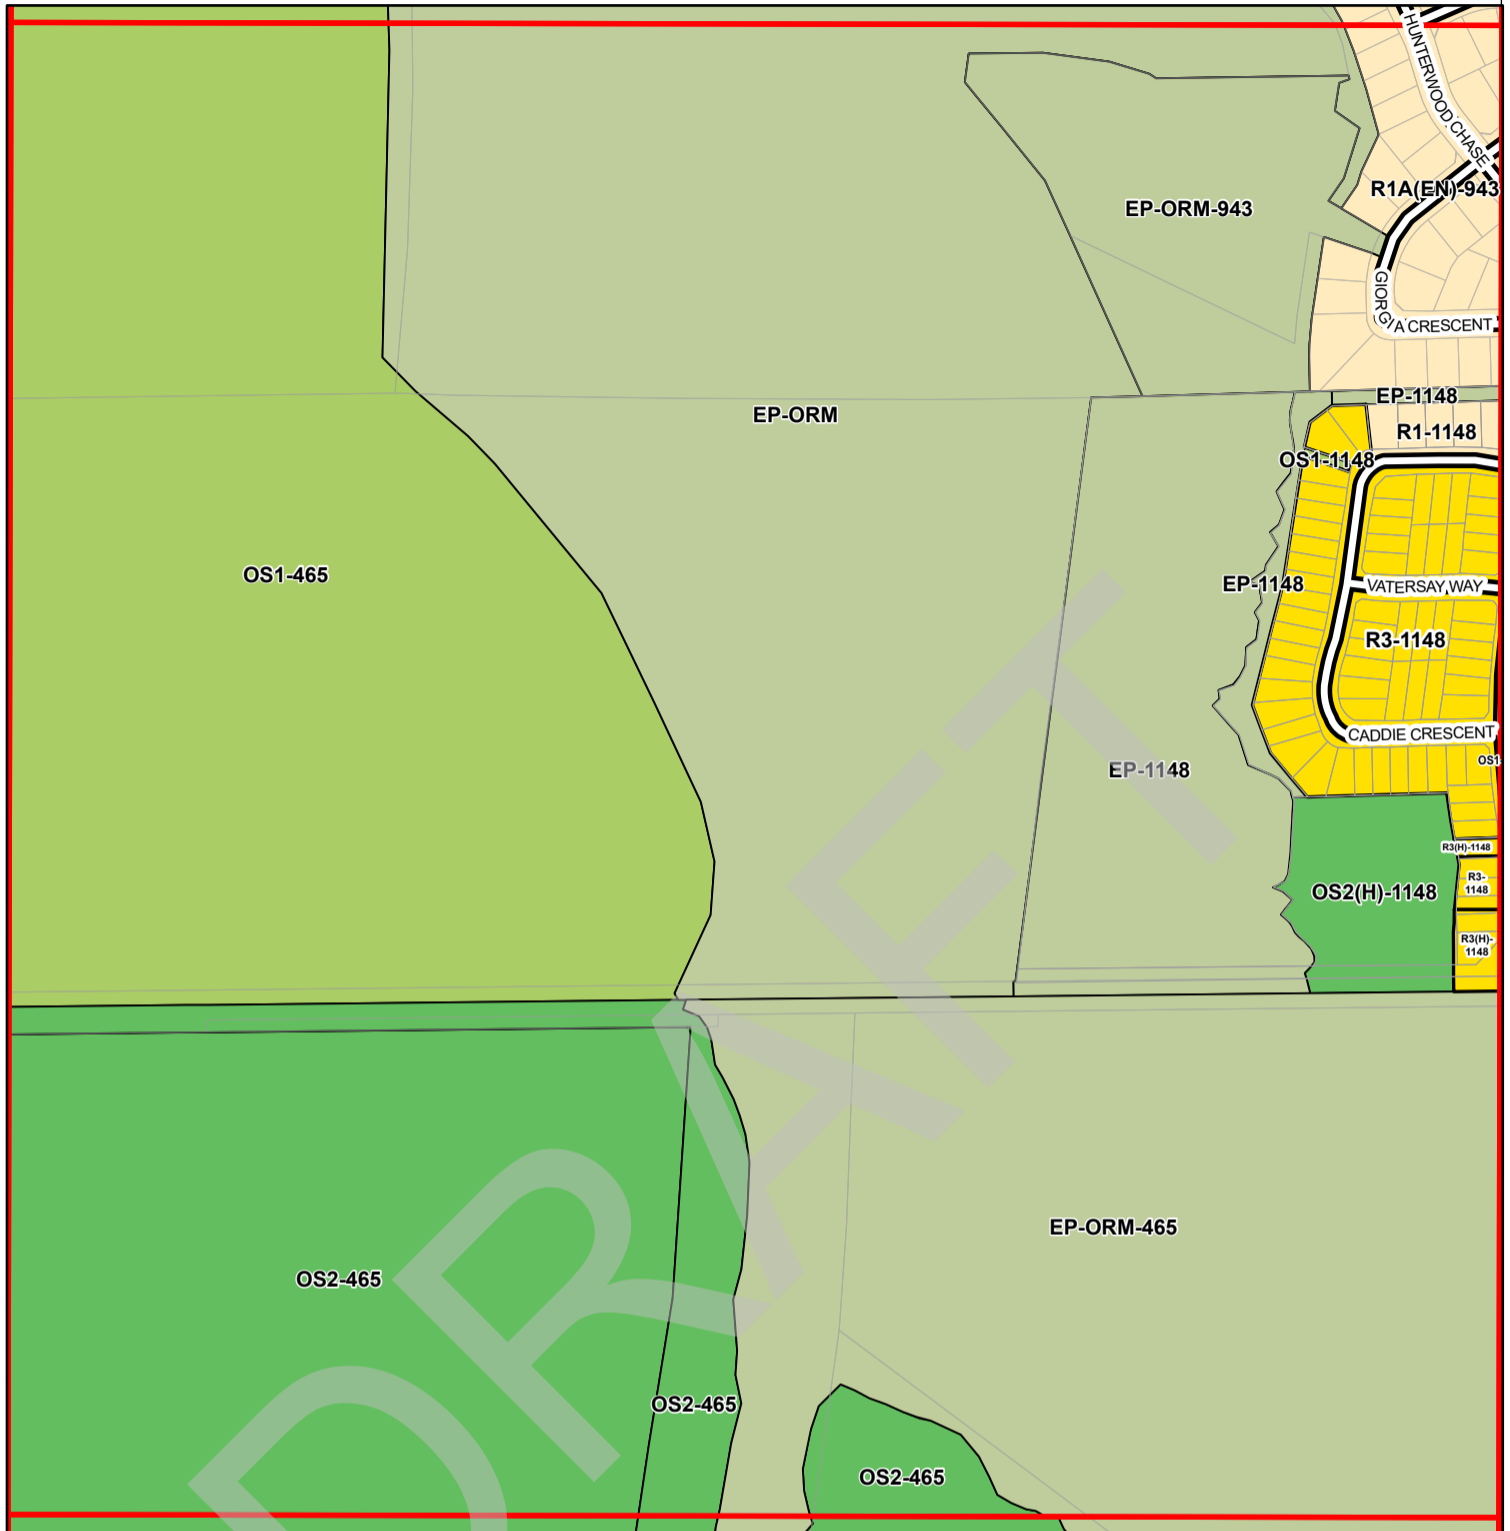 HUNTERWOOD CHASE
R1A(EN)-943
EP-ORM-943
GIORGIA CRESCENT
EP-1148
EP-ORM
R1-1148
OS1-1148
OS1-465
EP-1148
VATERSAY WAY
R3-1148
CADDIE CRESCENT
OS1
EP-1148
R3(H)-1148
R3-
1148
OS2(H)-1148
R3(H)-
1148
EP-ORM-465
OS2-465
OS2-465
OS2-465
DRAFT